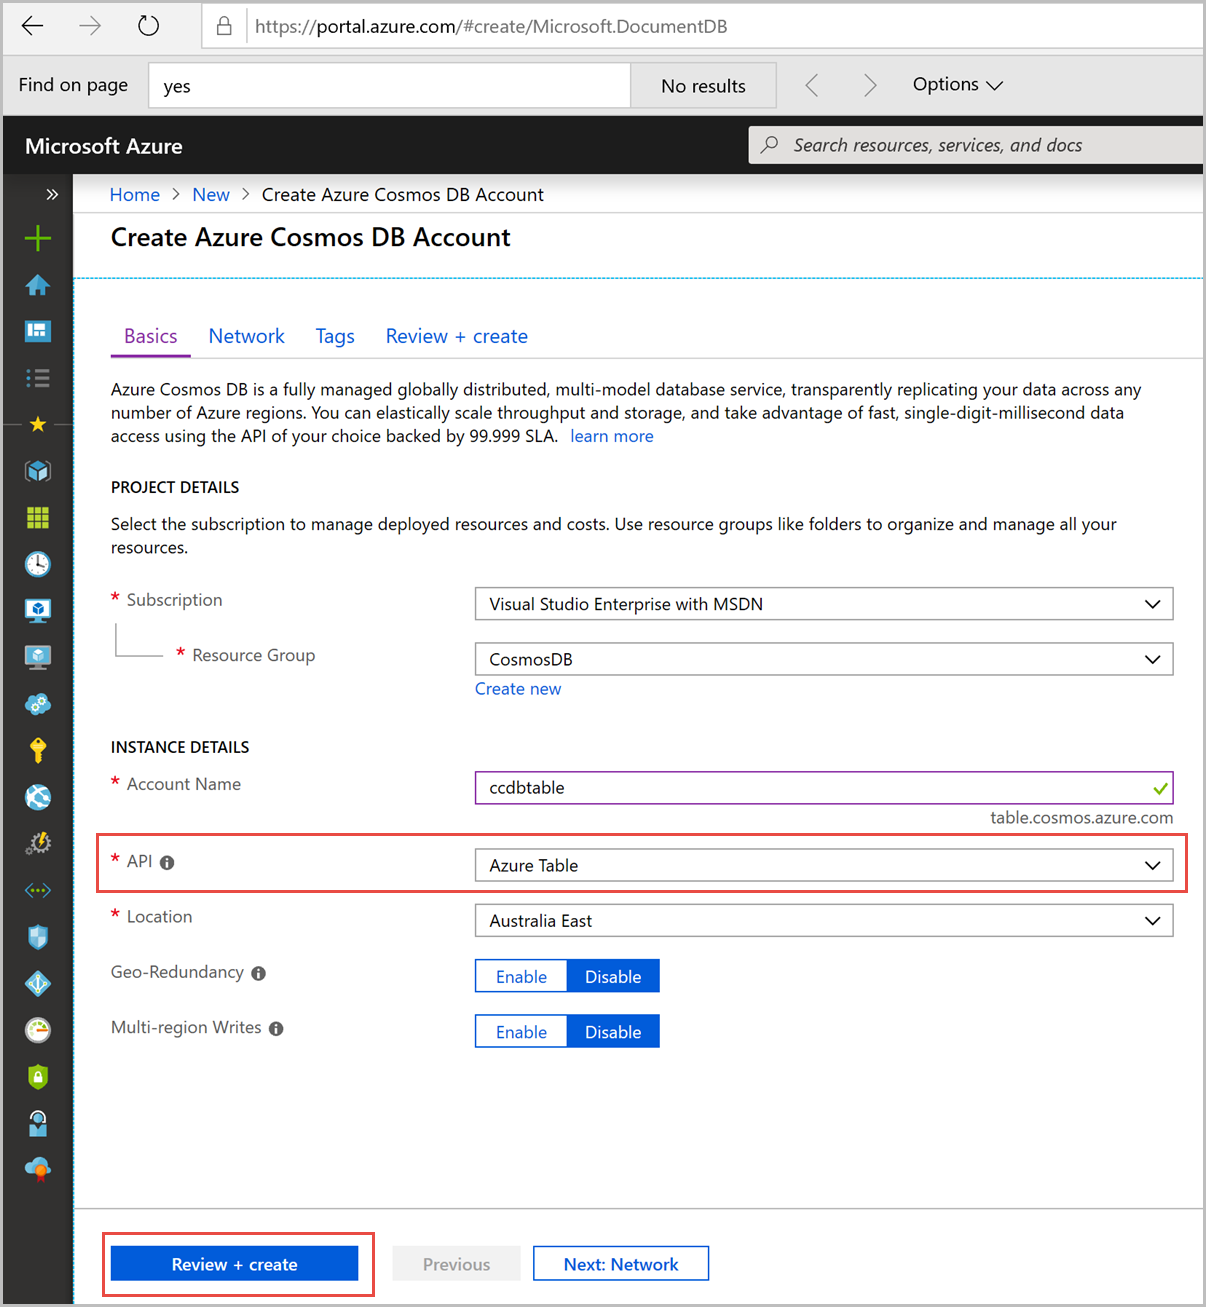 https://portal.azure.com/#create/Microsoft.DocumentDB
Find on page
yes
No results
Options
Microsoft Azure
Search resources, services, and docs
Home > New > Create Azure Cosmos DB Account
Create Azure Cosmos DB Account
Basics Network Tags Review + create
Azure Cosmos DB is a fully managed globally distributed, multi-model database service, transparently replicating your data across any
number of Azure regions. You can elastically scale throughput and storage, and take advantage of fast, single-digit-millisecond data
access using the API of your choice backed by 99.999 SLA. learn more
PROJECT DETAILS
Select the subscription to manage deployed resources and costs. Use resource groups like folders to organize and manage all your
resources.
* Subscription
Visual Studio Enterprise with MSDN
* Resource Group
CosmosDB
Create new
INSTANCE DETAILS
* Account Name
ccdbtable
table.cosmos.azure.com
* API
Azure Table
* Location
Australia East
Geo-Redundancy
Enable Disable
Multi-region Writes
Enable Disable
Review + create
Previous
Next: Network